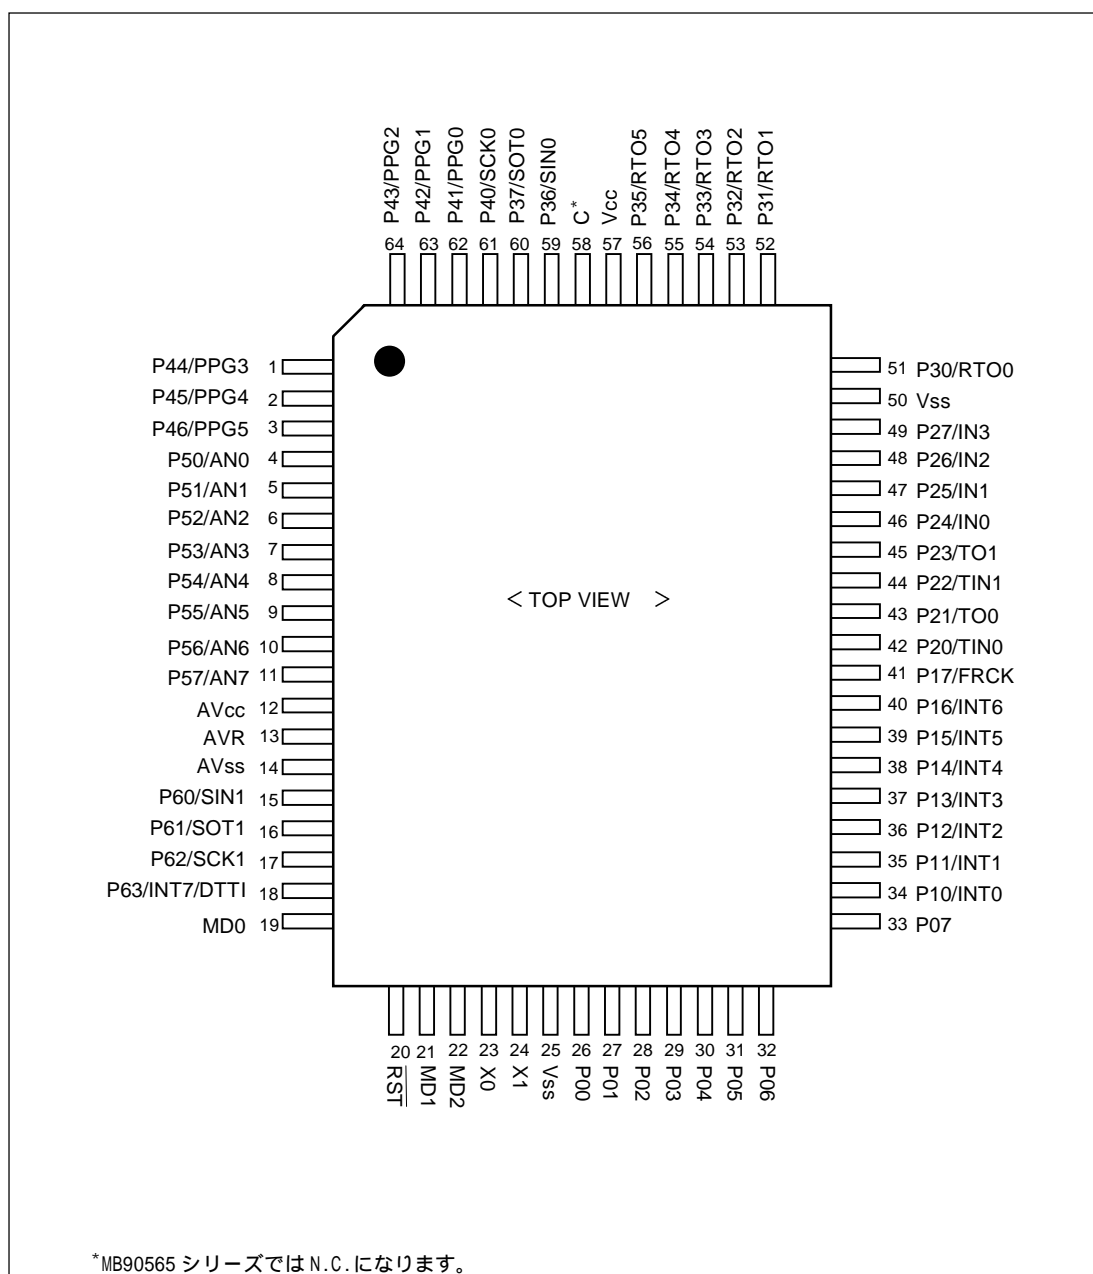 P43/PPG2
P42/PPG1
P41/PPG0
P40/SCK0
P37/SOT0
P36/SIN0
C*
Vcc
P35/RTO5
P34/RTO4
P33/RTO3
P32/RTO2
P31/RTO1
64 63 62 61 60 59 58 57 56 55 54 53 52
P44/PPG3 1
P45/PPG4 2
P46/PPG5 3
P50/AN0 4
P51/AN1 5
P52/AN2 6
P53/AN3 7
P54/AN4 8
P55/AN5 9
P56/AN6 10
P57/AN7 11
AVcc 12
AVR 13
AVss 14
P60/SIN1 15
P61/SOT1 16
P62/SCK1 17
P63/INT7/DTTI 18
MD0 19
< TOP VIEW >
51 P30/RTO0
50 Vss
49 P27/IN3
48 P26/IN2
47 P25/IN1
46 P24/IN0
45 P23/TO1
44 P22/TIN1
43 P21/TO0
42 P20/TIN0
41 P17/FRCK
40 P16/INT6
39 P15/INT5
38 P14/INT4
37 P13/INT3
36 P12/INT2
35 P11/INT1
34 P10/INT0
33 P07
20 21 22 23 24 25 26 27 28 29 30 31 32
RST
MD1
MD2
X0
X1
Vss
P00
P01
P02
P03
P04
P05
P06
*MB90565 シリーズでは N.C.になります。